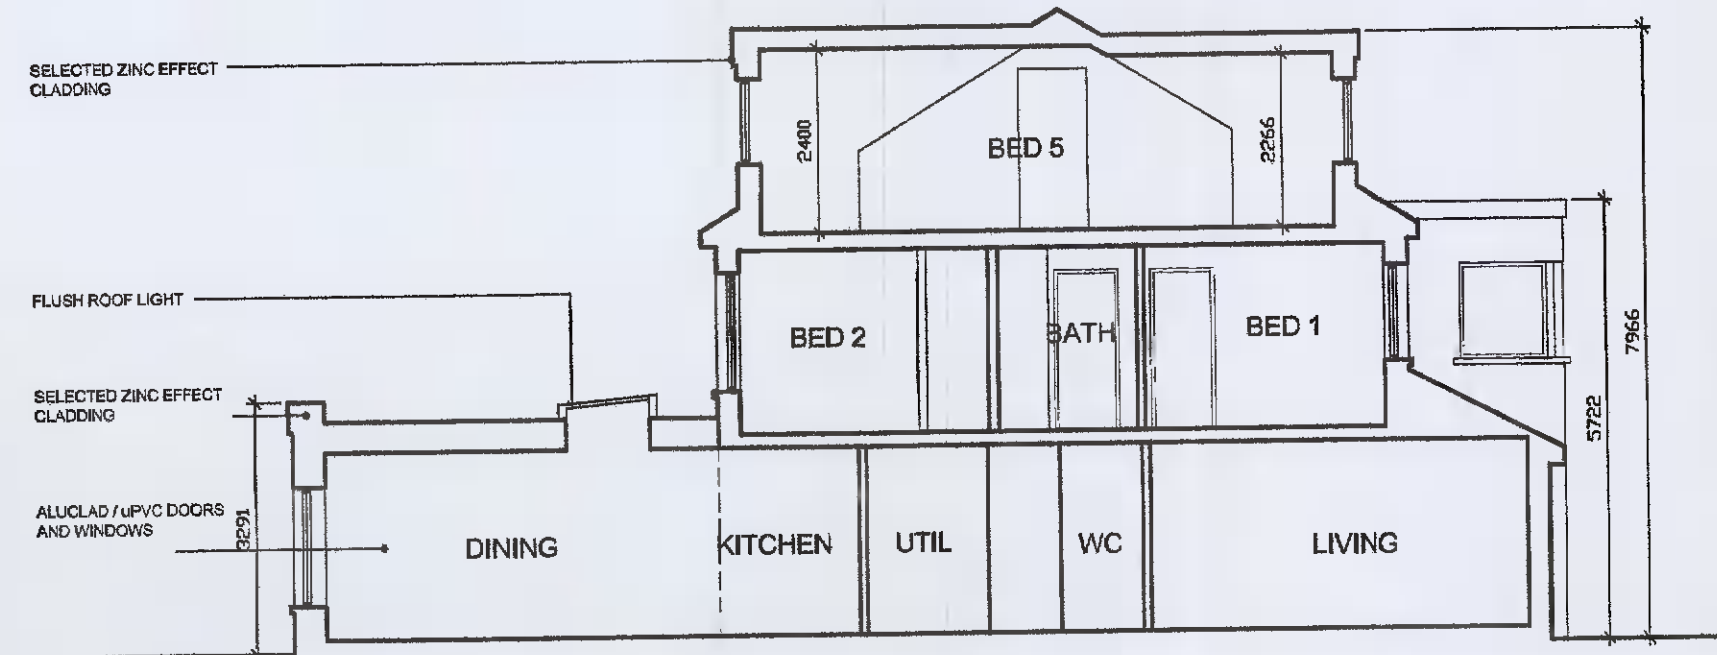 SELECTED ZINC EFFECT
CLADDING
2400
BED 5
2266
7966
FLUSH ROOF LIGHT
BED 2
BATH
BED 1
5722
SELECTED ZINC EFFECT
CLADDING
3291
ALUCLAD / uPVC DOORS
AND WINDOWS
DINING
KITCHEN
UTIL
WC
LIVING